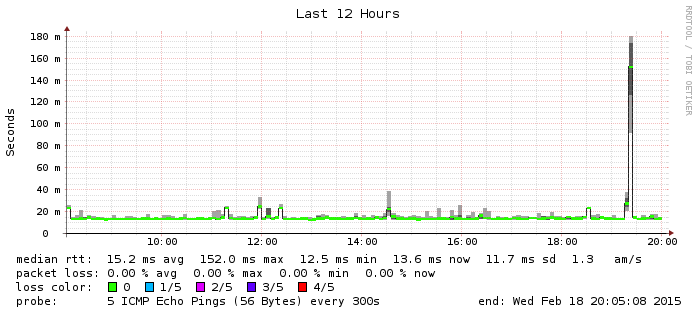 Last 12 Hours
RRDTOOL / TOBI OETIKER
Seconds
180 m
160 m
140 m
120 m
100 m
80 m
60 m
40 m
20 m
0
10:00 12:00 14:00 16:00 18:00 20:00
median rtt: 15.2 ms avg 152.0 ms max 12.5 ms min 13.6 ms now 11.7 ms sd 1.3 am/s
packet loss: 0.00 % avg 0.00 % max 0.00 % min 0.00 % now
loss color: 0 1/5 2/5 3/5 4/5
probe: 5 ICMP Echo Pings (56 Bytes) every 300s end: Wed Feb 18 20:05:08 2015